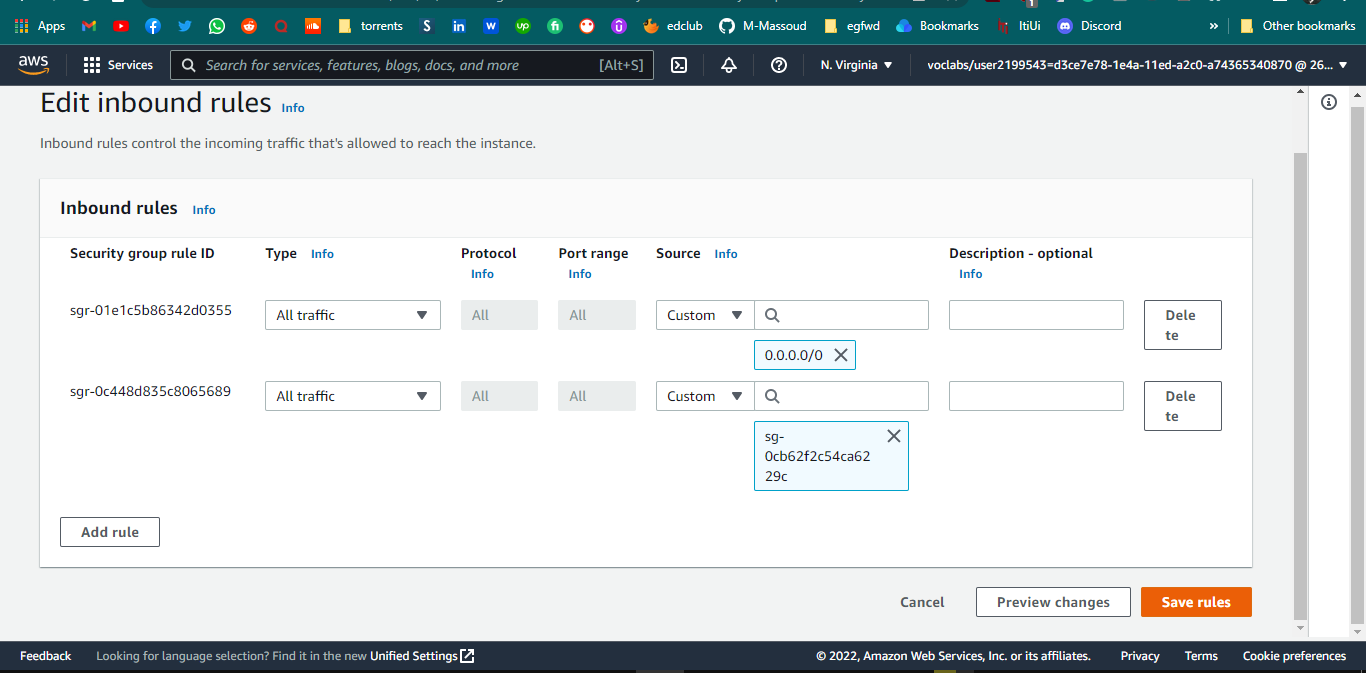 Apps
torrents
edclub
M-Massoud
egfwd
Bookmarks
ItiUi
Discord
»
Other bookmarks
aws
Services
Search for services, features, blogs, docs, and more
[Alt+S]
N. Virginia
voclabs/user2199543=d3ce7e78-1e4a-11ed-a2c0-a74365340870 @ 26...
Edit inbound rules Info
Inbound rules control the incoming traffic that's allowed to reach the instance.
Inbound rules Info
Security group rule ID
Type Info
Protocol
Info
Port range
Info
Source Info
Description - optional
Info
sgr-01e1c5b86342d0355
All traffic
All
All
Custom
0.0.0.0/0
Dele
te
sgr-0c448d835c8065689
All traffic
All
All
Custom
sg-
0cb62f2c54ca62
29c
Dele
te
Add rule
Cancel
Preview changes
Save rules
Feedback
Looking for language selection? Find it in the new Unified Settings
© 2022, Amazon Web Services, Inc. or its affiliates.
Privacy
Terms
Cookie preferences